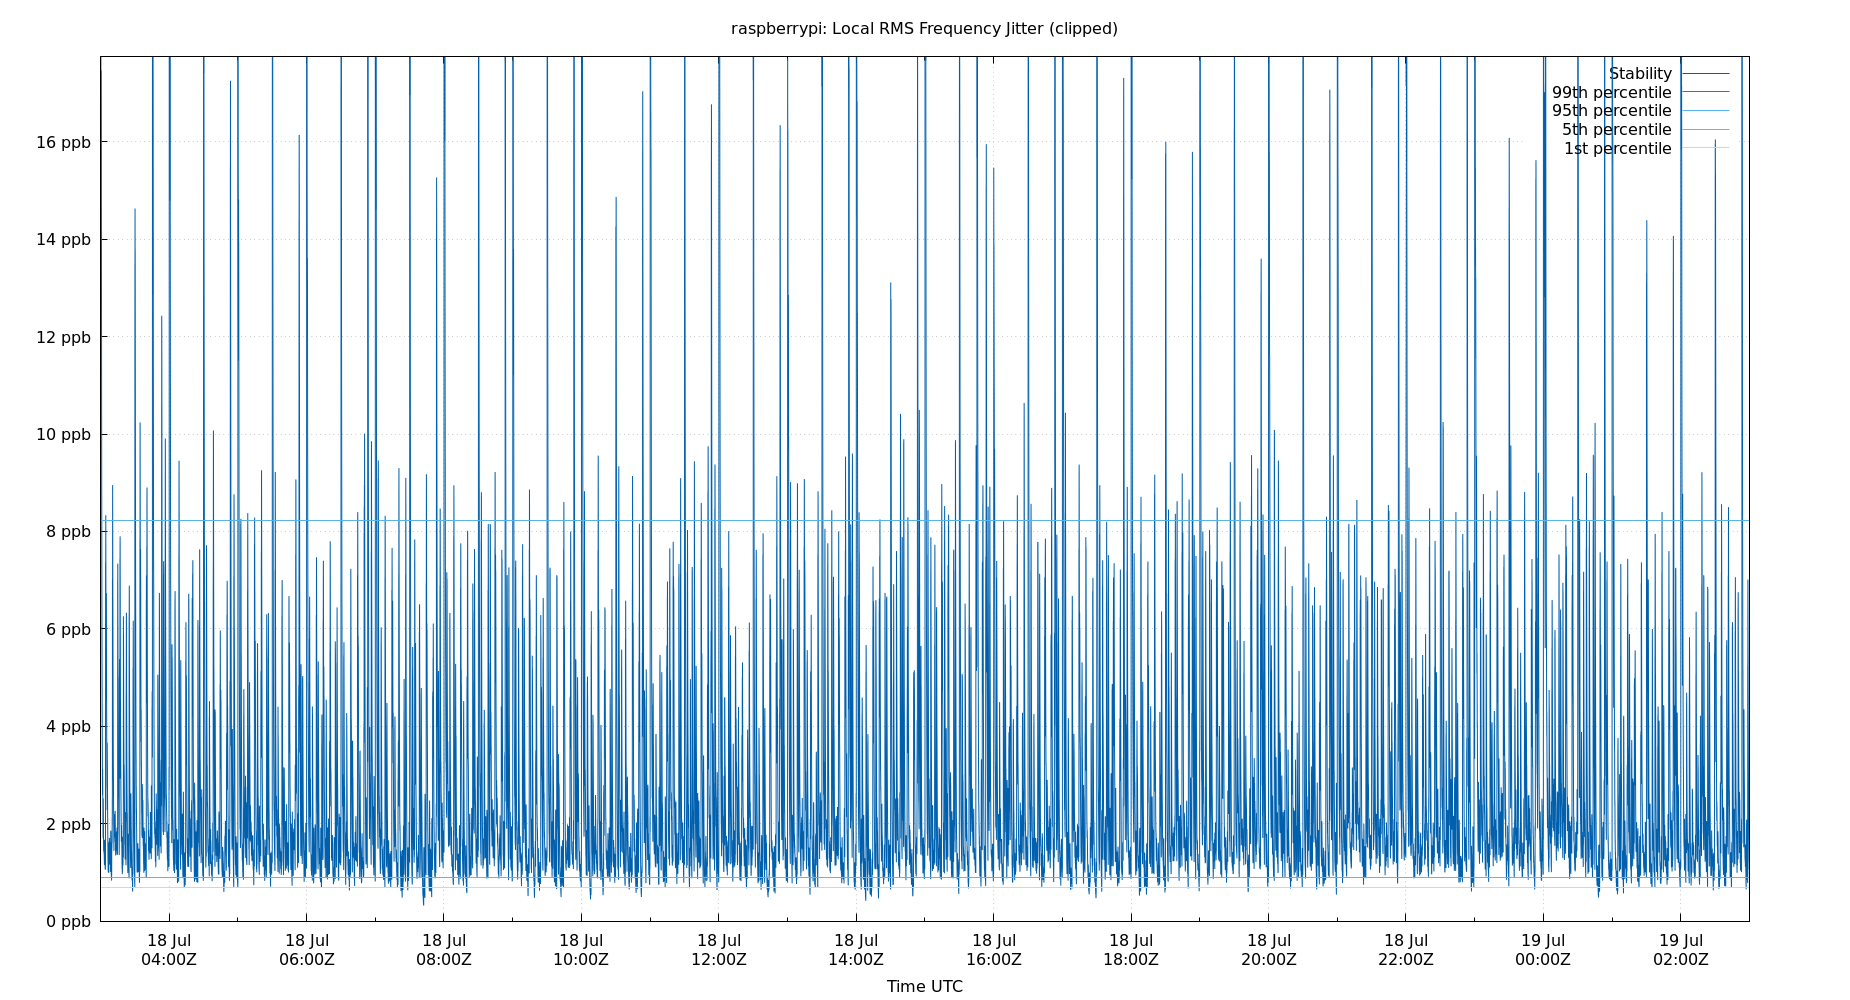 raspberrypi: Local RMS Frequency Jitter (clipped)
Stability
99th percentile
95th percentile
5th percentile
1st percentile
16 ppb
14 ppb
12 ppb
10 ppb
8 ppb
6 ppb
4 ppb
2 ppb
0 ppb
18 Jul 18 Jul 18 Jul 18 Jul 18 Jul 18 Jul 18 Jul 18 Jul 18 Jul 18 Jul 19 Jul 19 Jul
04:00Z 06:00Z 08:00Z 10:00Z 12:00Z 14:00Z 16:00Z 18:00Z 20:00Z 22:00Z 00:00Z 02:00Z
Time UTC